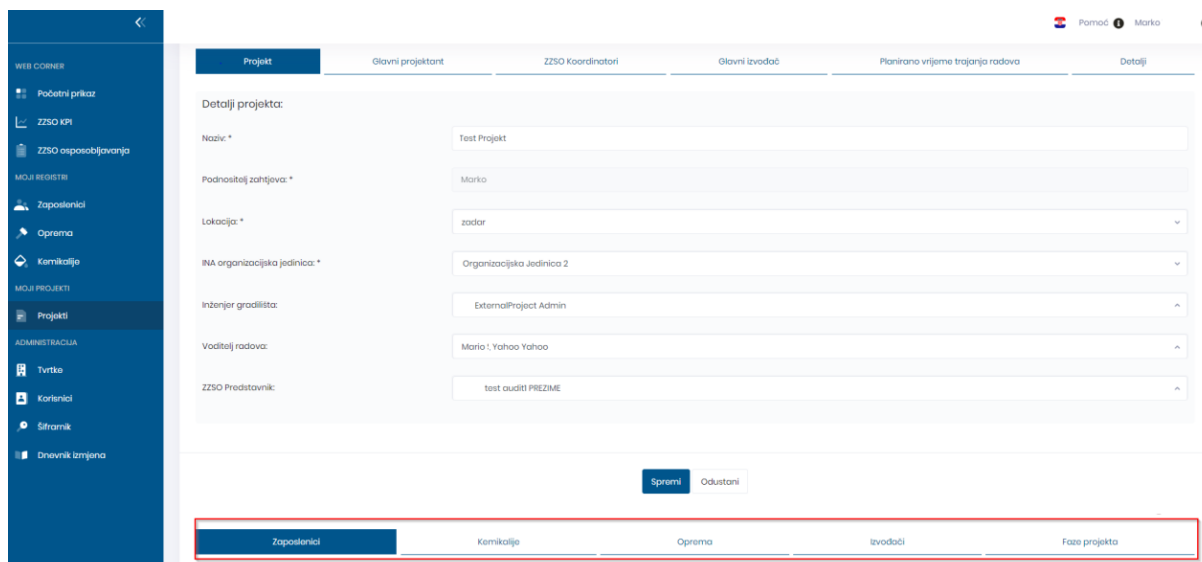 Pomoć Marko
WEB CORNER
Početni prikaz
ZZSO KPI
ZZSO osposobljavanja
MOJI REGISTRI
Zaposlenici
Oprema
Kemikalije
MOJI PROJEKTI
Projekti
ADMINISTRACIJA
Tvrtke
Korisnici
Šifrarnik
Dnevnik izmjena
Projekt Glavni projektant ZZSO Koordinatori Glavni izvođač Planirano vrijeme trajanja radova Detalji
Detalji projekta:
Naziv: * Test Projekt
Podnositelj zahtjeva: * Marko
Lokacija: * zadar
INA organizacijska jedinica: * Organizacijska Jedinica 2
Inženjer gradilišta: ExternalProject Admin
Voditelj radova: Mario !, Yahoo Yahoo
ZZSO Predstavnik: test audit1 PREZIME
Spremi Odustani
Zaposlenici Kemikalije Oprema Izvođači Faze projekta